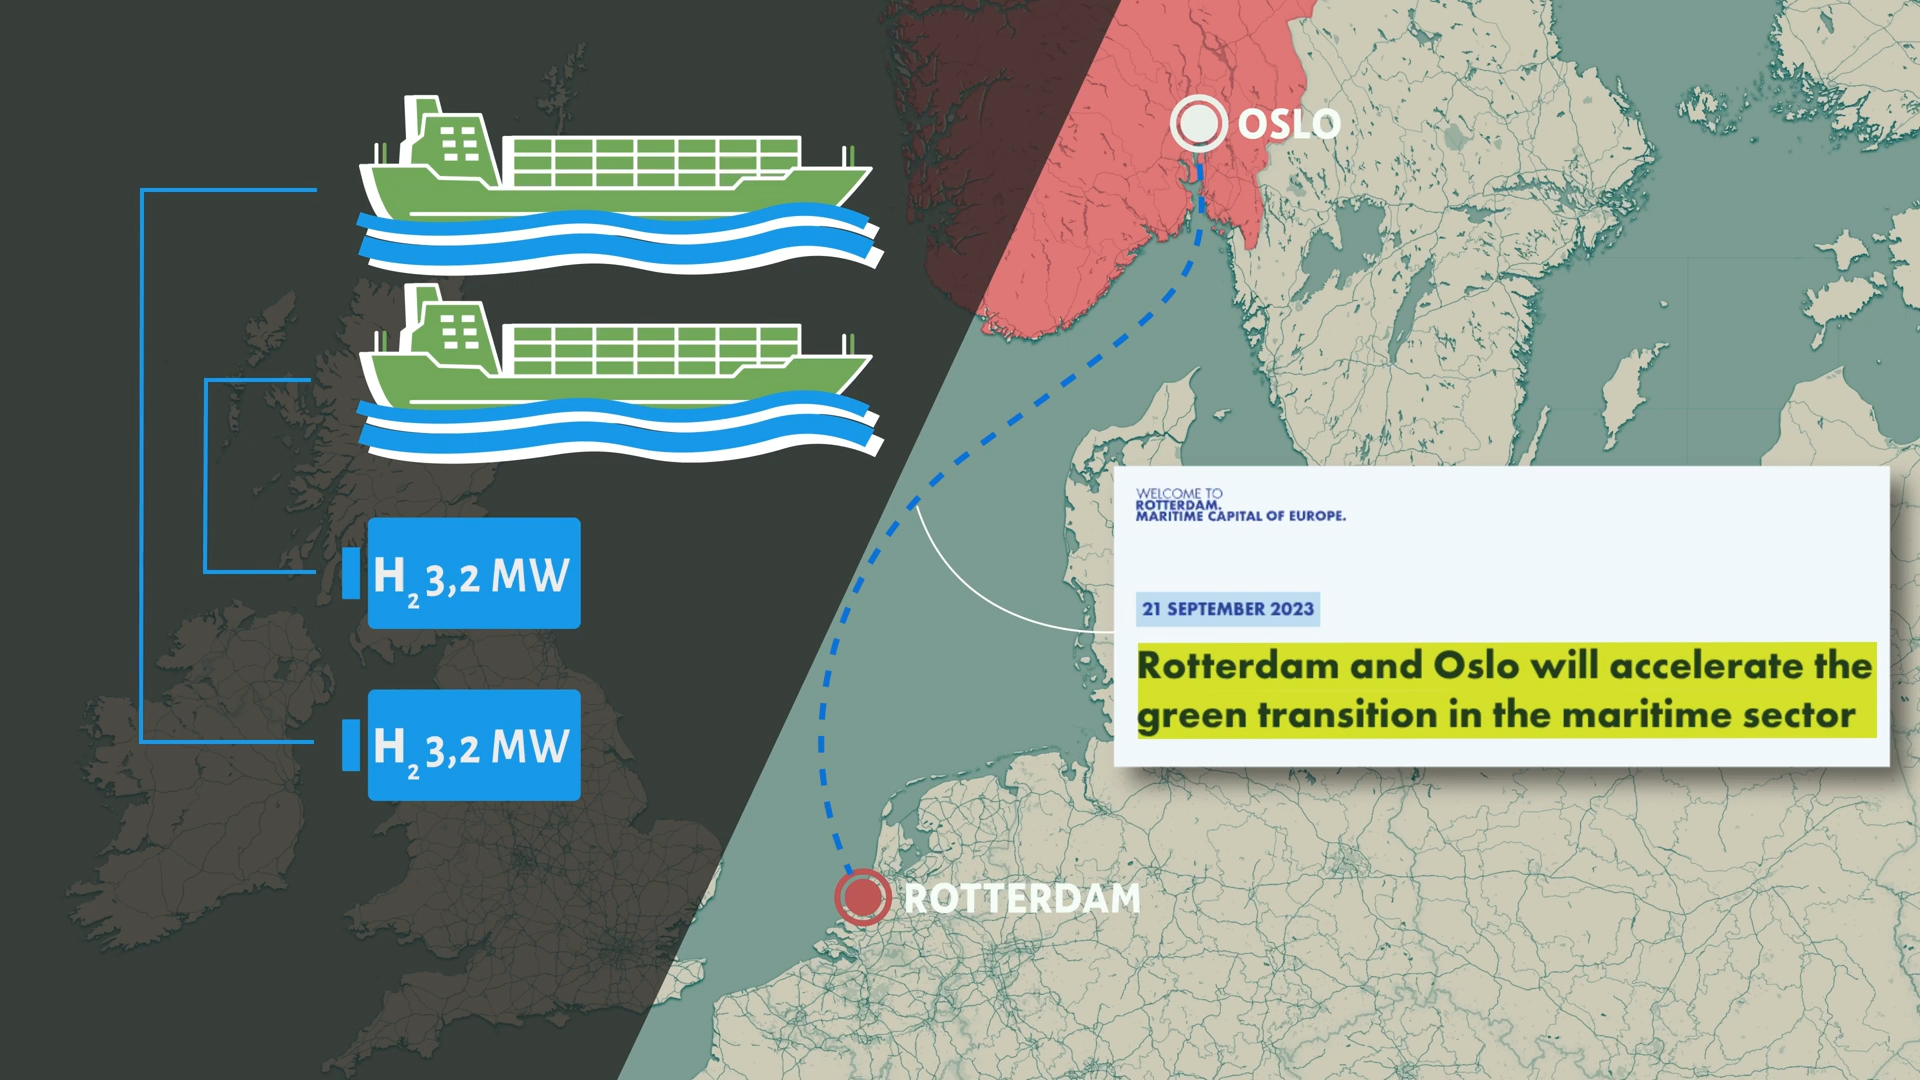 OSLO
H₂ 3,2 MW
H₂ 3,2 MW
WELCOME TO
ROTTERDAM.
MARITIME CAPITAL OF EUROPE.
21 SEPTEMBER 2023
Rotterdam and Oslo will accelerate the
green transition in the maritime sector
ROTTERDAM